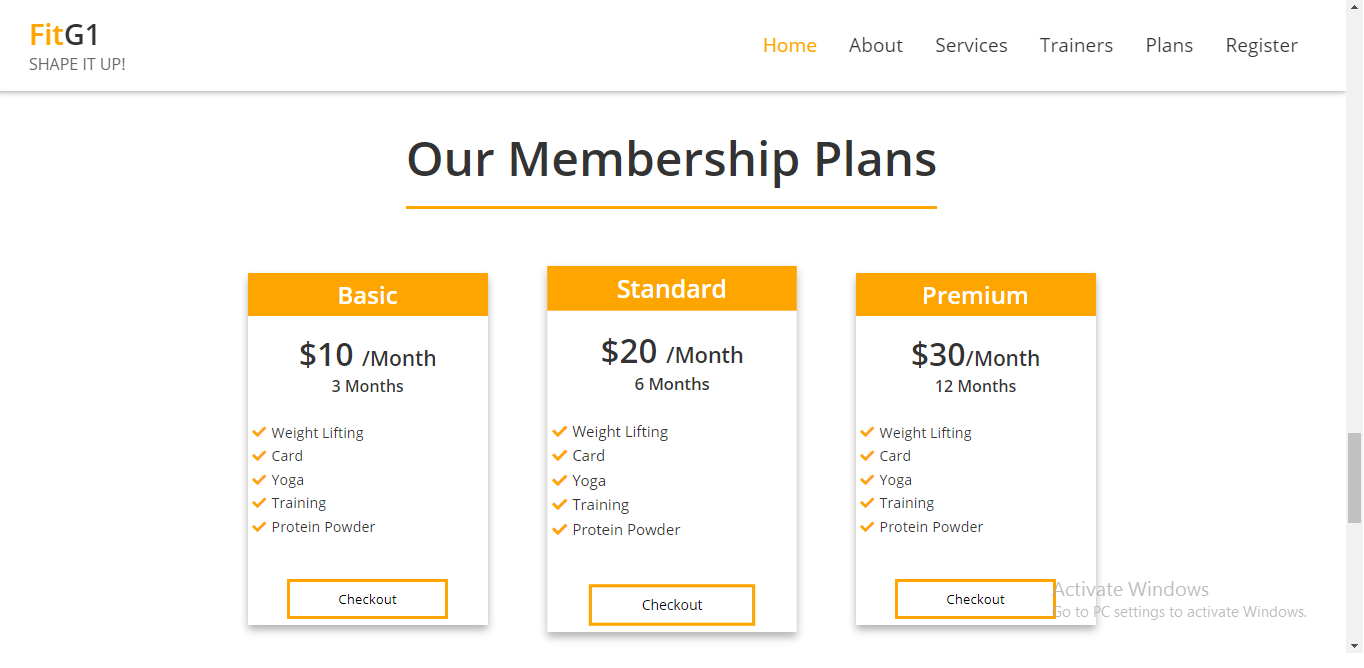 FitG1
SHAPE IT UP!
Home About Services Trainers Plans Register
Our Membership Plans
Basic
$10 /Month
3 Months
Weight Lifting
Card
Yoga
Training
Protein Powder
Checkout
Standard
$20 /Month
6 Months
Weight Lifting
Card
Yoga
Training
Protein Powder
Checkout
Premium
$30/Month
12 Months
Weight Lifting
Card
Yoga
Training
Protein Powder
Checkout
Activate Windows
Go to PC settings to activate Windows.